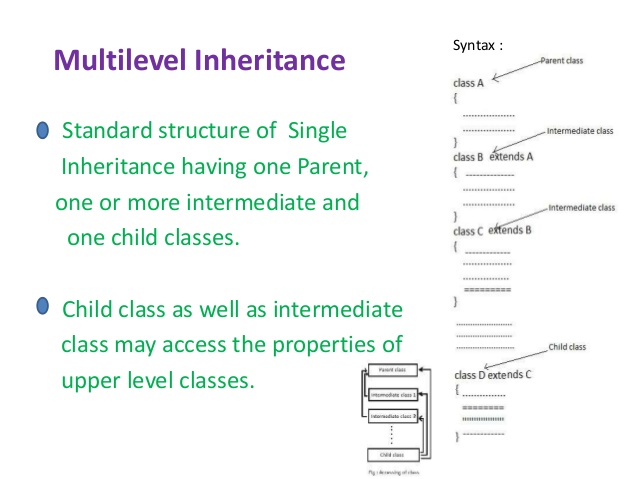 Multilevel Inheritance
Standard structure of Single
Inheritance having one Parent,
one or more intermediate and
one child classes.
Child class as well as intermediate
class may access the properties of
upper level classes.
Syntax :
Parent class
class A
{
}
Intermediate class
class B extends A
{
}
Intermediate class
class C extends B
{
}
Child class
class D extends C
{
}
Parent class
Intermediate class 1
Intermediate class 2
Child class
Fig : Accessing of class